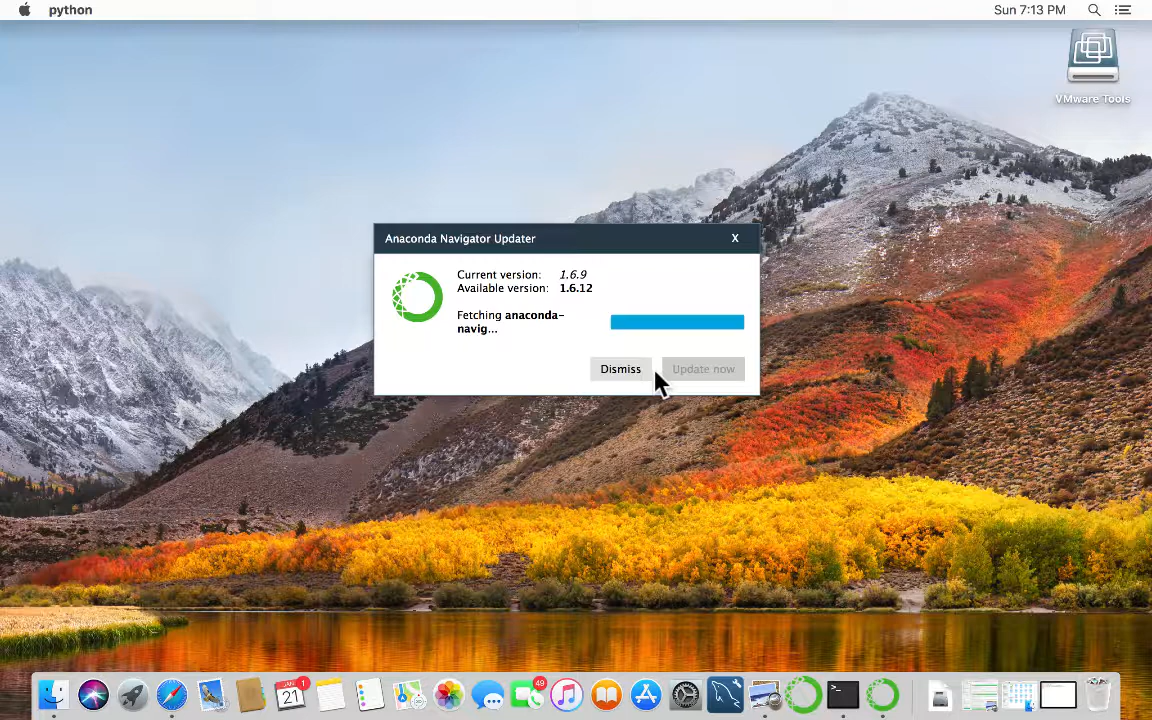 python
Sun 7:13 PM
VMware Tools
Anaconda Navigator Updater
X
Current version: 1.6.9
Available version: 1.6.12
Fetching anaconda-
navig...
Dismiss
Update now
JAN 1
21
49